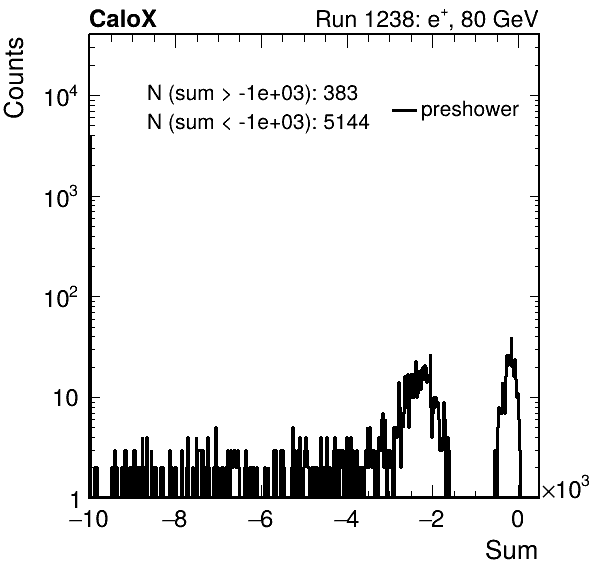 CaloX Run 1238: e⁺, 80 GeV
Counts
N (sum > -1e+03): 383
N (sum < -1e+03): 5144
preshower
10⁴
10³
10²
10
1
−10 −8 −6 −4 −2 0 ×10³
Sum